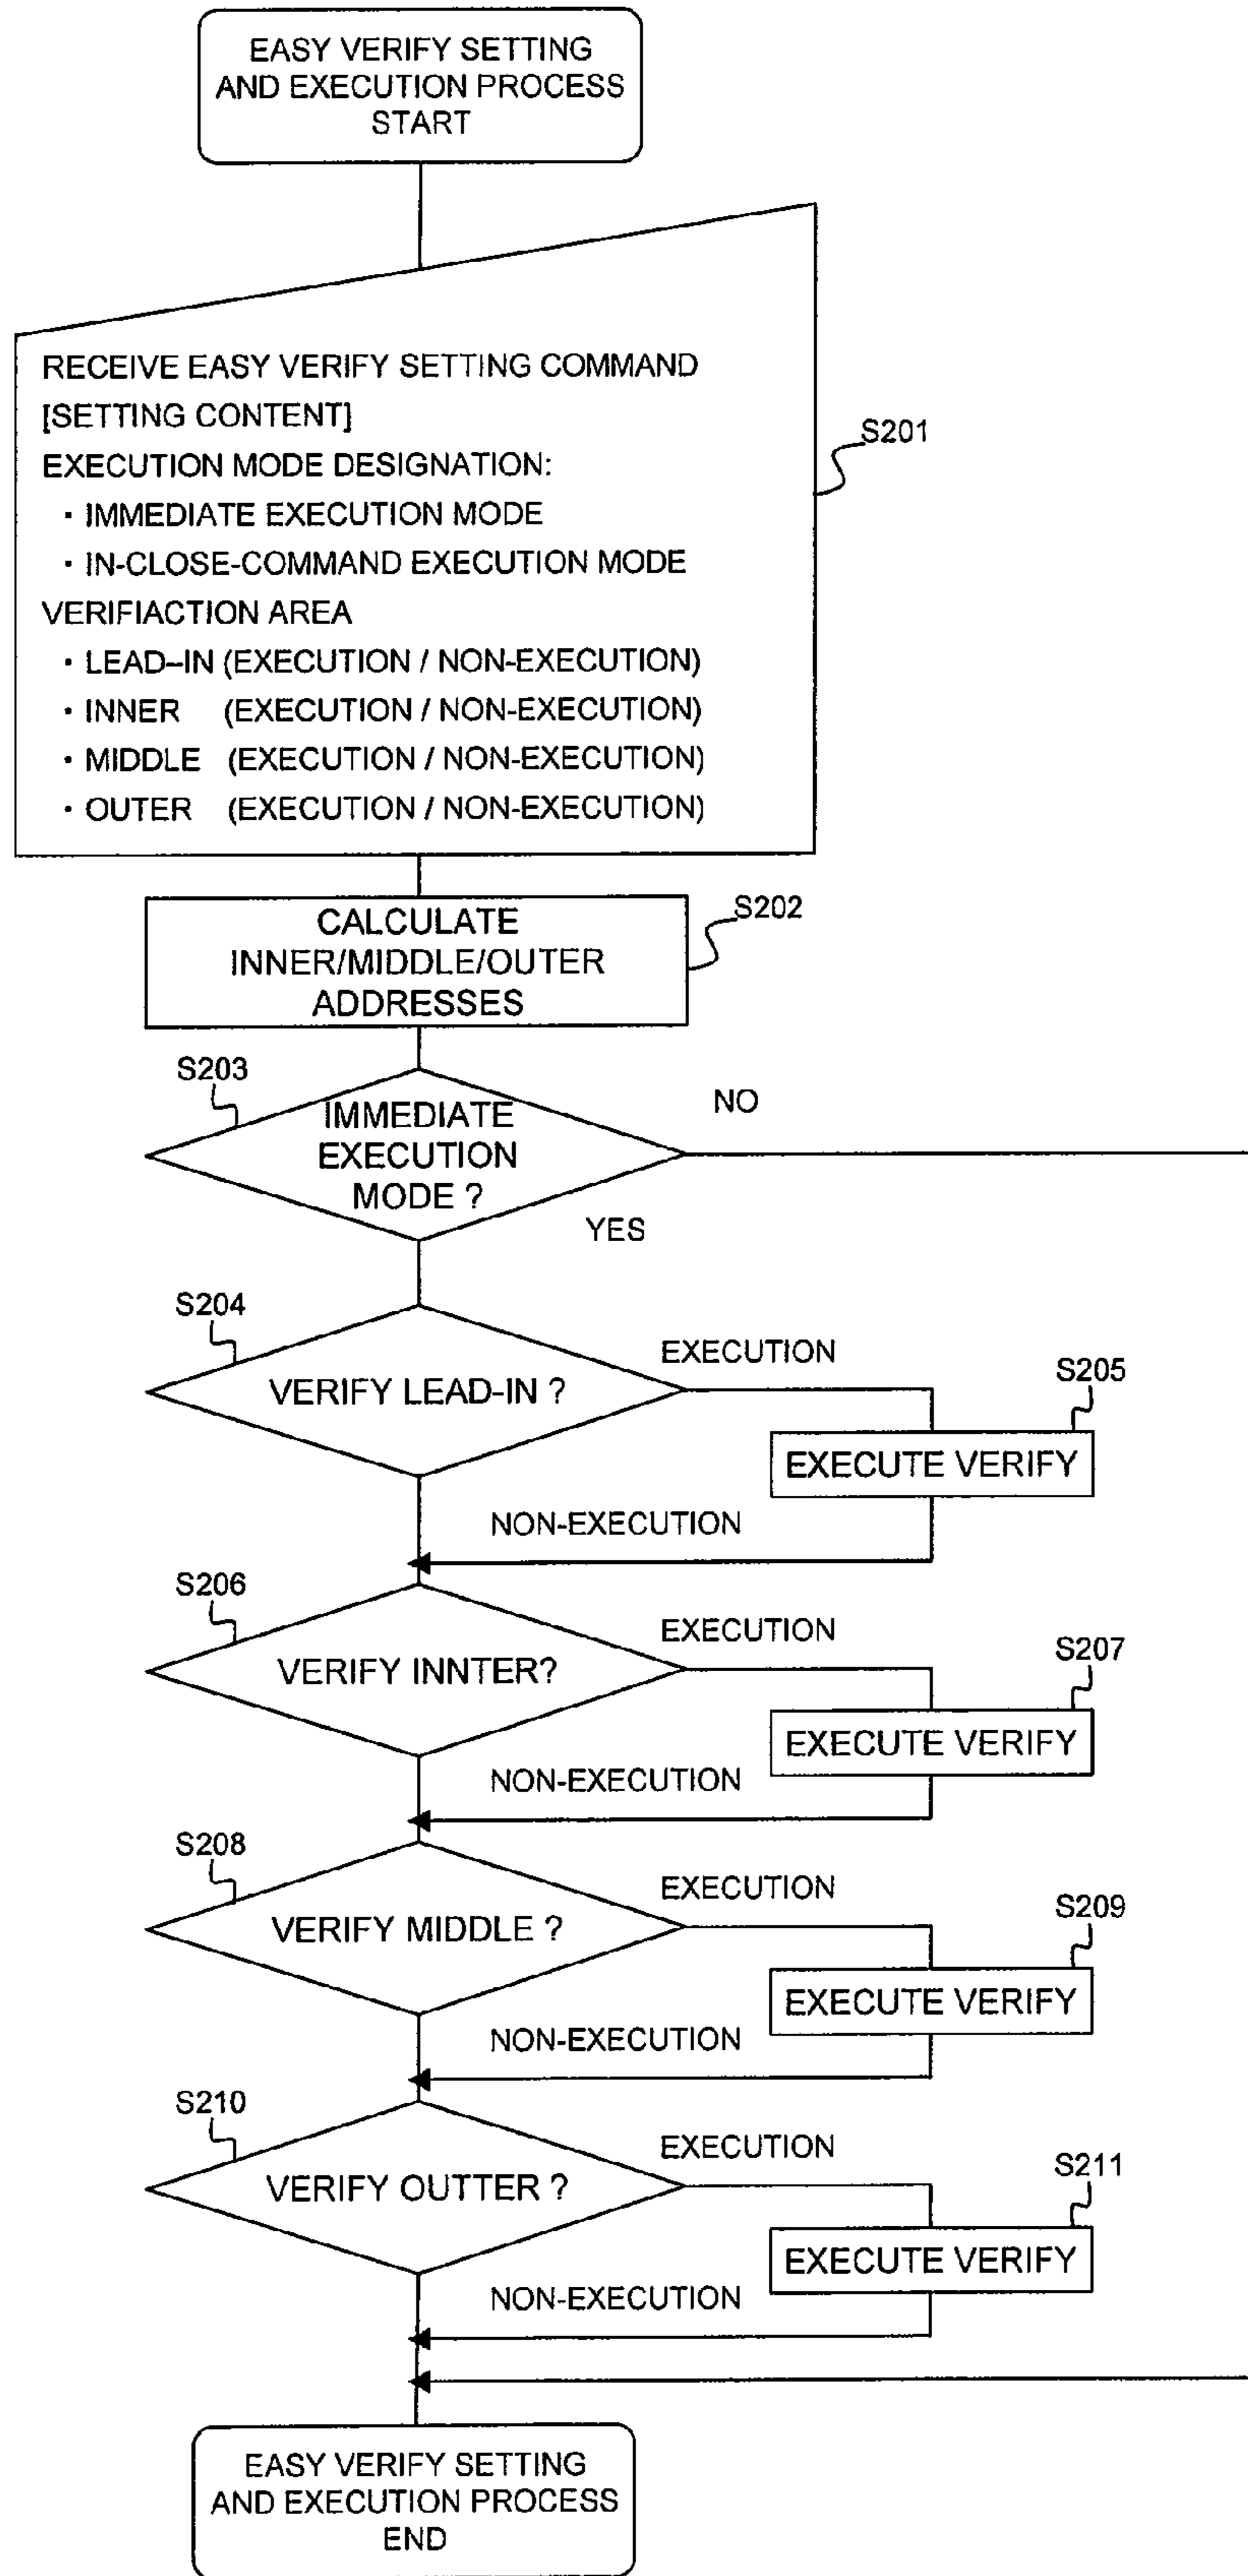 EASY VERIFY SETTING
AND EXECUTION PROCESS
START
RECEIVE EASY VERIFY SETTING COMMAND
[SETTING CONTENT]
EXECUTION MODE DESIGNATION:
・IMMEDIATE EXECUTION MODE
・IN-CLOSE-COMMAND EXECUTION MODE
VERIFIACTION AREA
・LEAD–IN (EXECUTION / NON-EXECUTION)
・INNER (EXECUTION / NON-EXECUTION)
・MIDDLE (EXECUTION / NON-EXECUTION)
・OUTER (EXECUTION / NON-EXECUTION)
S201
CALCULATE
INNER/MIDDLE/OUTER
ADDRESSES
S202
S203
IMMEDIATE
EXECUTION
MODE ?
NO
YES
S204
VERIFY LEAD-IN ?
EXECUTION
S205
EXECUTE VERIFY
NON-EXECUTION
S206
VERIFY INNTER?
EXECUTION
S207
EXECUTE VERIFY
NON-EXECUTION
S208
VERIFY MIDDLE ?
EXECUTION
S209
EXECUTE VERIFY
NON-EXECUTION
S210
VERIFY OUTTER ?
EXECUTION
S211
EXECUTE VERIFY
NON-EXECUTION
EASY VERIFY SETTING
AND EXECUTION PROCESS
END